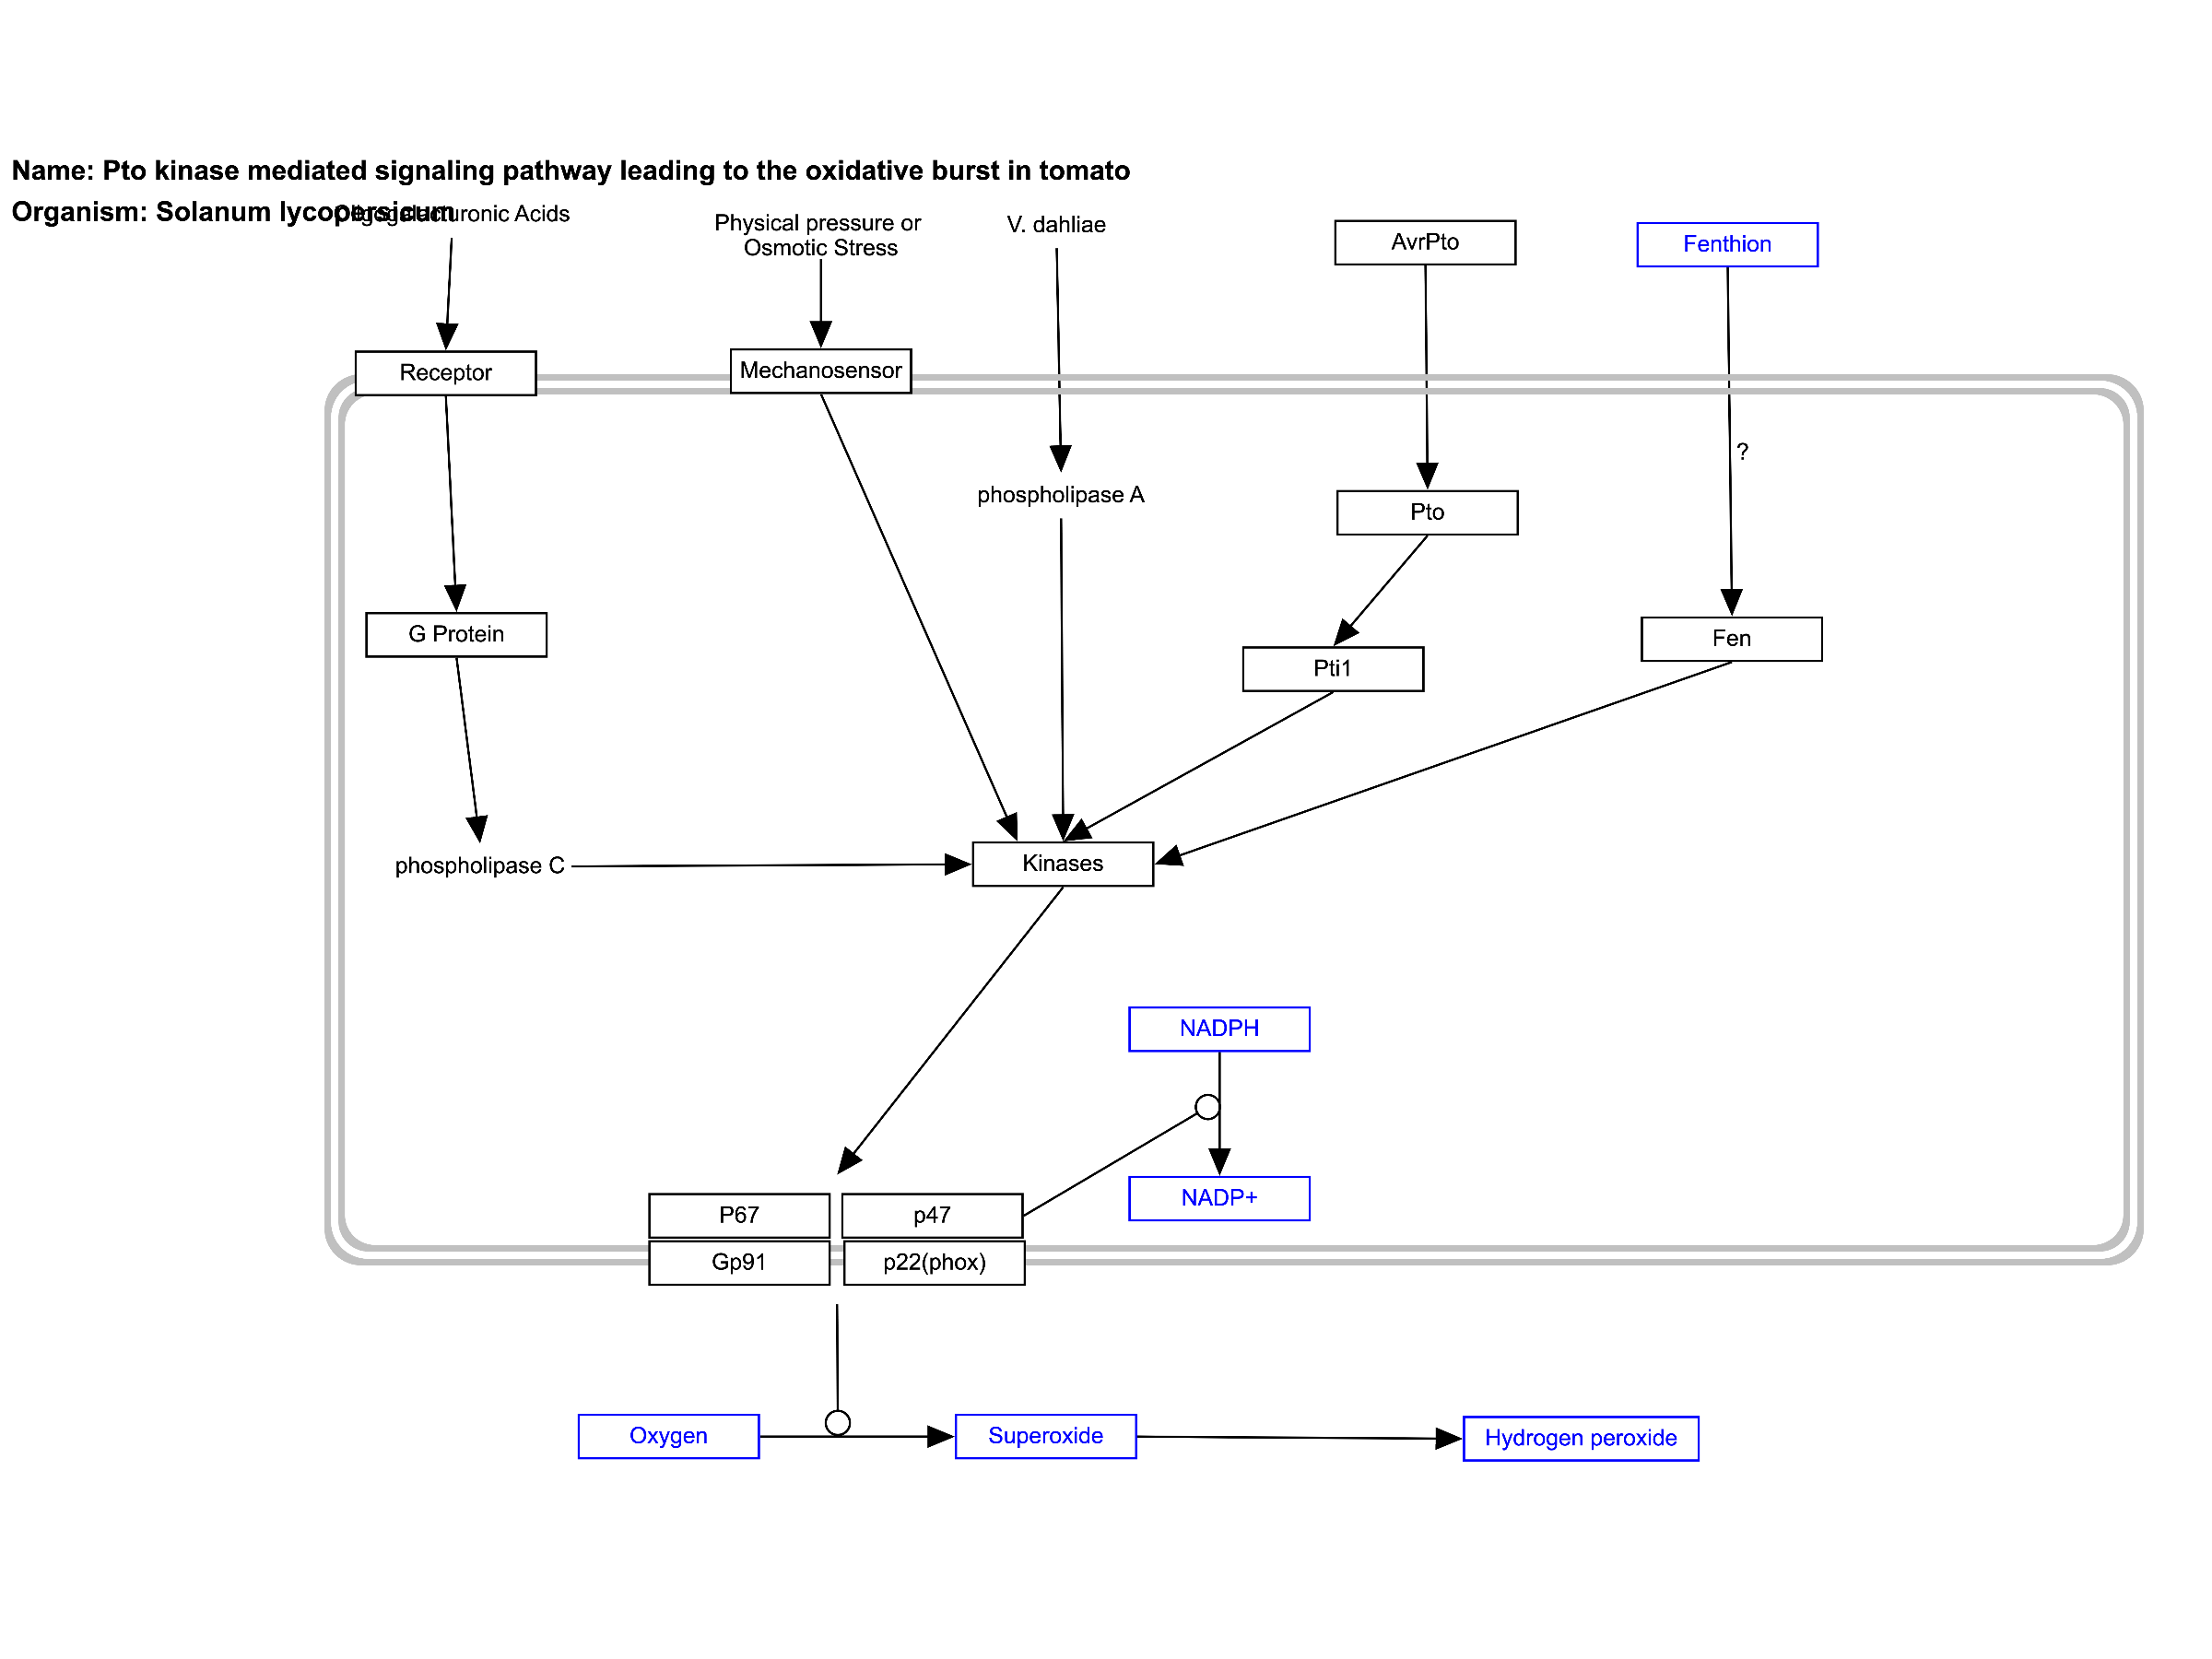 Name: Pto kinase mediated signaling pathway leading to the oxidative burst in tomato
Organism: Solanum lycopersicum
Oligogalacturonic Acids
Physical pressure or
Osmotic Stress
V. dahliae
AvrPto
Fenthion
Receptor
Mechanosensor
?
phospholipase A
Pto
G Protein
Fen
Pti1
phospholipase C
Kinases
NADPH
NADP+
P67
p47
Gp91
p22(phox)
Oxygen
Superoxide
Hydrogen peroxide